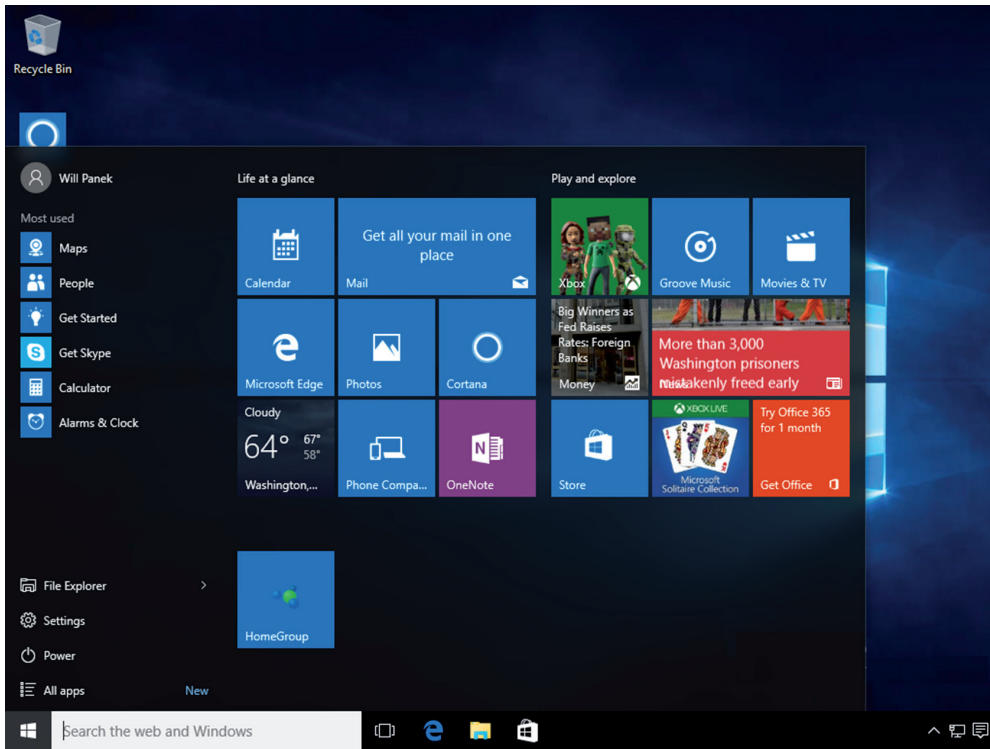 Recycle Bin
Will Panek
Most used
Maps
People
Get Started
Get Skype
Calculator
Alarms & Clock
File Explorer
Settings
Power
All apps
New
Life at a glance
Calendar
Get all your mail in one
place
Mail
Microsoft Edge
Photos
Cortana
Cloudy
64°
67°
58°
Washington,...
Phone Compa...
N
OneNote
HomeGroup
Play and explore
Xbox
Groove Music
Movies & TV
Big Winners as
Fed Raises
Rates: Foreign
Banks
Money
More than 3,000
Washington prisoners
mistakenly freed early
News
Store
XBOX LIVE
Microsoft
Solitaire Collection
Try Office 365
for 1 month
Get Office
Search the web and Windows